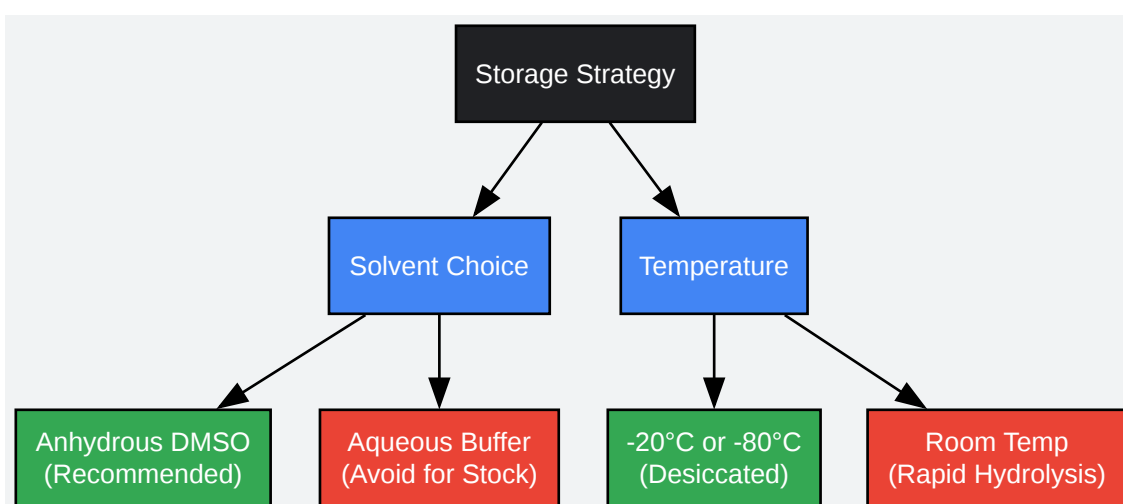 Storage Strategy
Solvent Choice
Temperature
Anhydrous DMSO
(Recommended)
Aqueous Buffer
(Avoid for Stock)
-20°C or -80°C
(Desiccated)
Room Temp
(Rapid Hydrolysis)